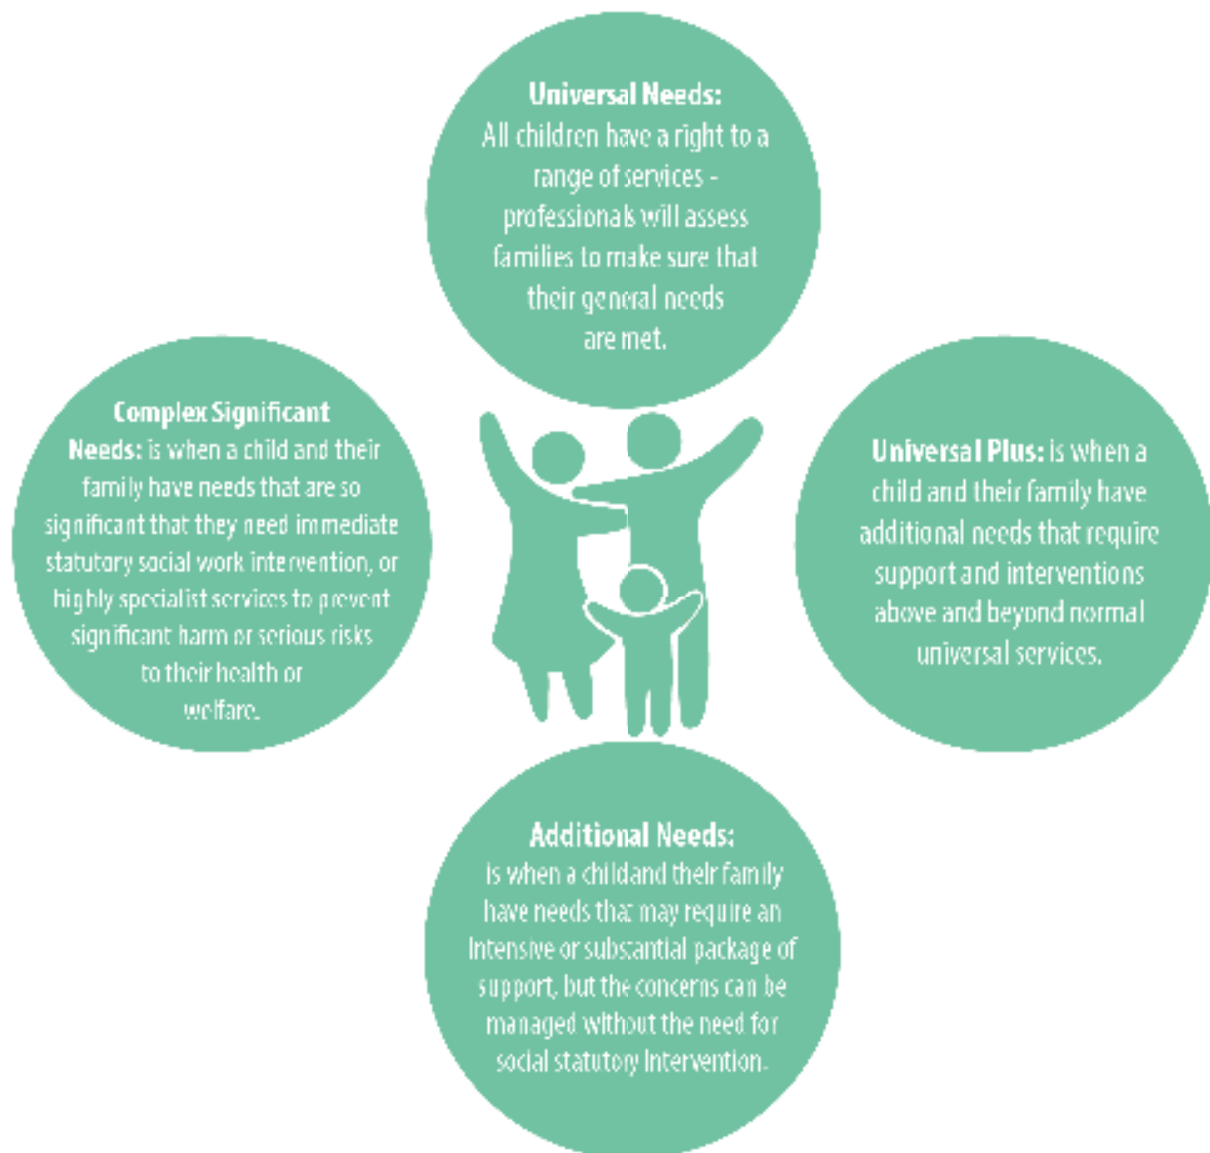 Universal Needs:
All children have a right to a
range of services -
professionals will assess
families to make sure that
their general needs
are met.
Complex Significant
Needs: is when a child and their
family have needs that are so
significant that they need immediate
statutory social work intervention, or
highly specialist services to prevent
significant harm or serious risks
to their health or
welfare.
Universal Plus: is when a
child and their family have
additional needs that require
support and interventions
above and beyond normal
universal services.
Additional Needs:
is when a childand their family
have needs that may require an
Intensive or substantial package of
support, but the concerns can be
managed without the need for
social statutory Intervention.